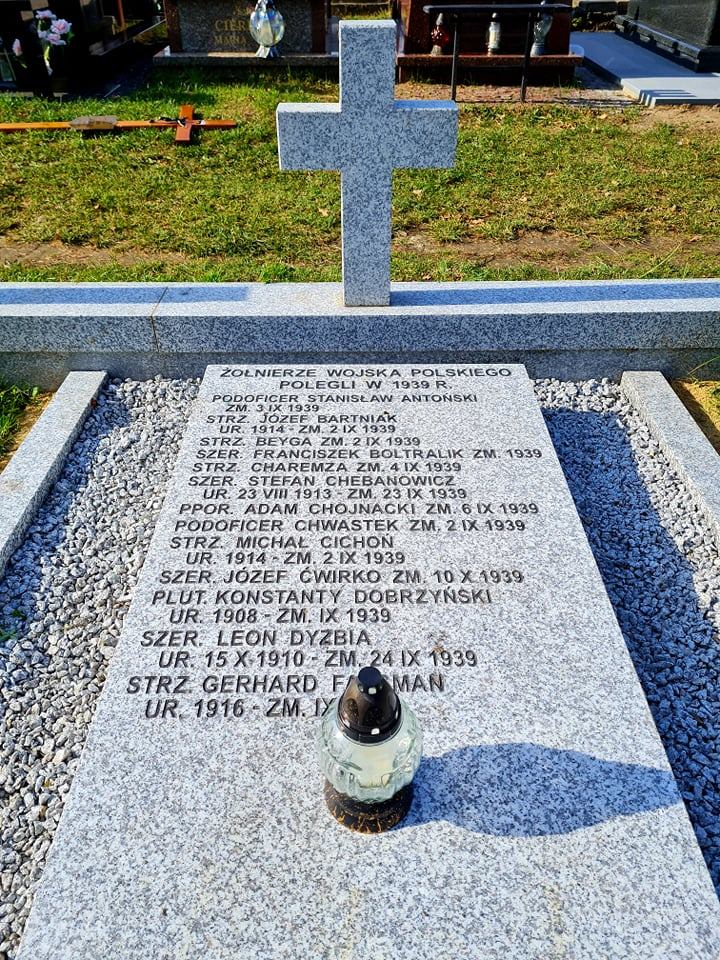 ŻOŁNIERZE WOJSKA POLSKIEGO
POLEGLI W 1939 R.
PODOFICER STANISŁAW ANTOŃSKI
ZM. 3 IX 1939
STRZ. JÓZEF BARTNIAK
UR. 1914 - ZM. 2 IX 1939
STRZ. BEYGA ZM. 2 IX 1939
SZER. FRANCISZEK BOLTRALIK ZM. 1939
STRZ. CHAREMZA ZM. 4 IX 1939
SZER. STEFAN CHEBANOWICZ
UR. 23 VIII 1913 - ZM. 23 IX 1939
PPOR. ADAM CHOJNACKI ZM. 6 IX 1939
PODOFICER CHWASTEK ZM. 2 IX 1939
STRZ. MICHAŁ CICHOŃ
UR. 1914 - ZM. 2 IX 1939
SZER. JÓZEF ĆWIRKO ZM. 10 X 1939
PLUT. KONSTANTY DOBRZYŃSKI
UR. 1908 - ZM. IX 1939
SZER. LEON DYZBIA
UR. 15 X 1910 - ZM. 24 IX 1939
STRZ. GERHARD
UR. 1916 - ZM. IX